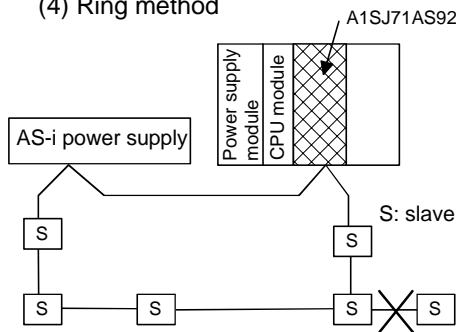 (4) Ring method
A1SJ71AS92
Power supply
module
CPU module
AS-i power supply
S: slave
S
S
S
S
S
S